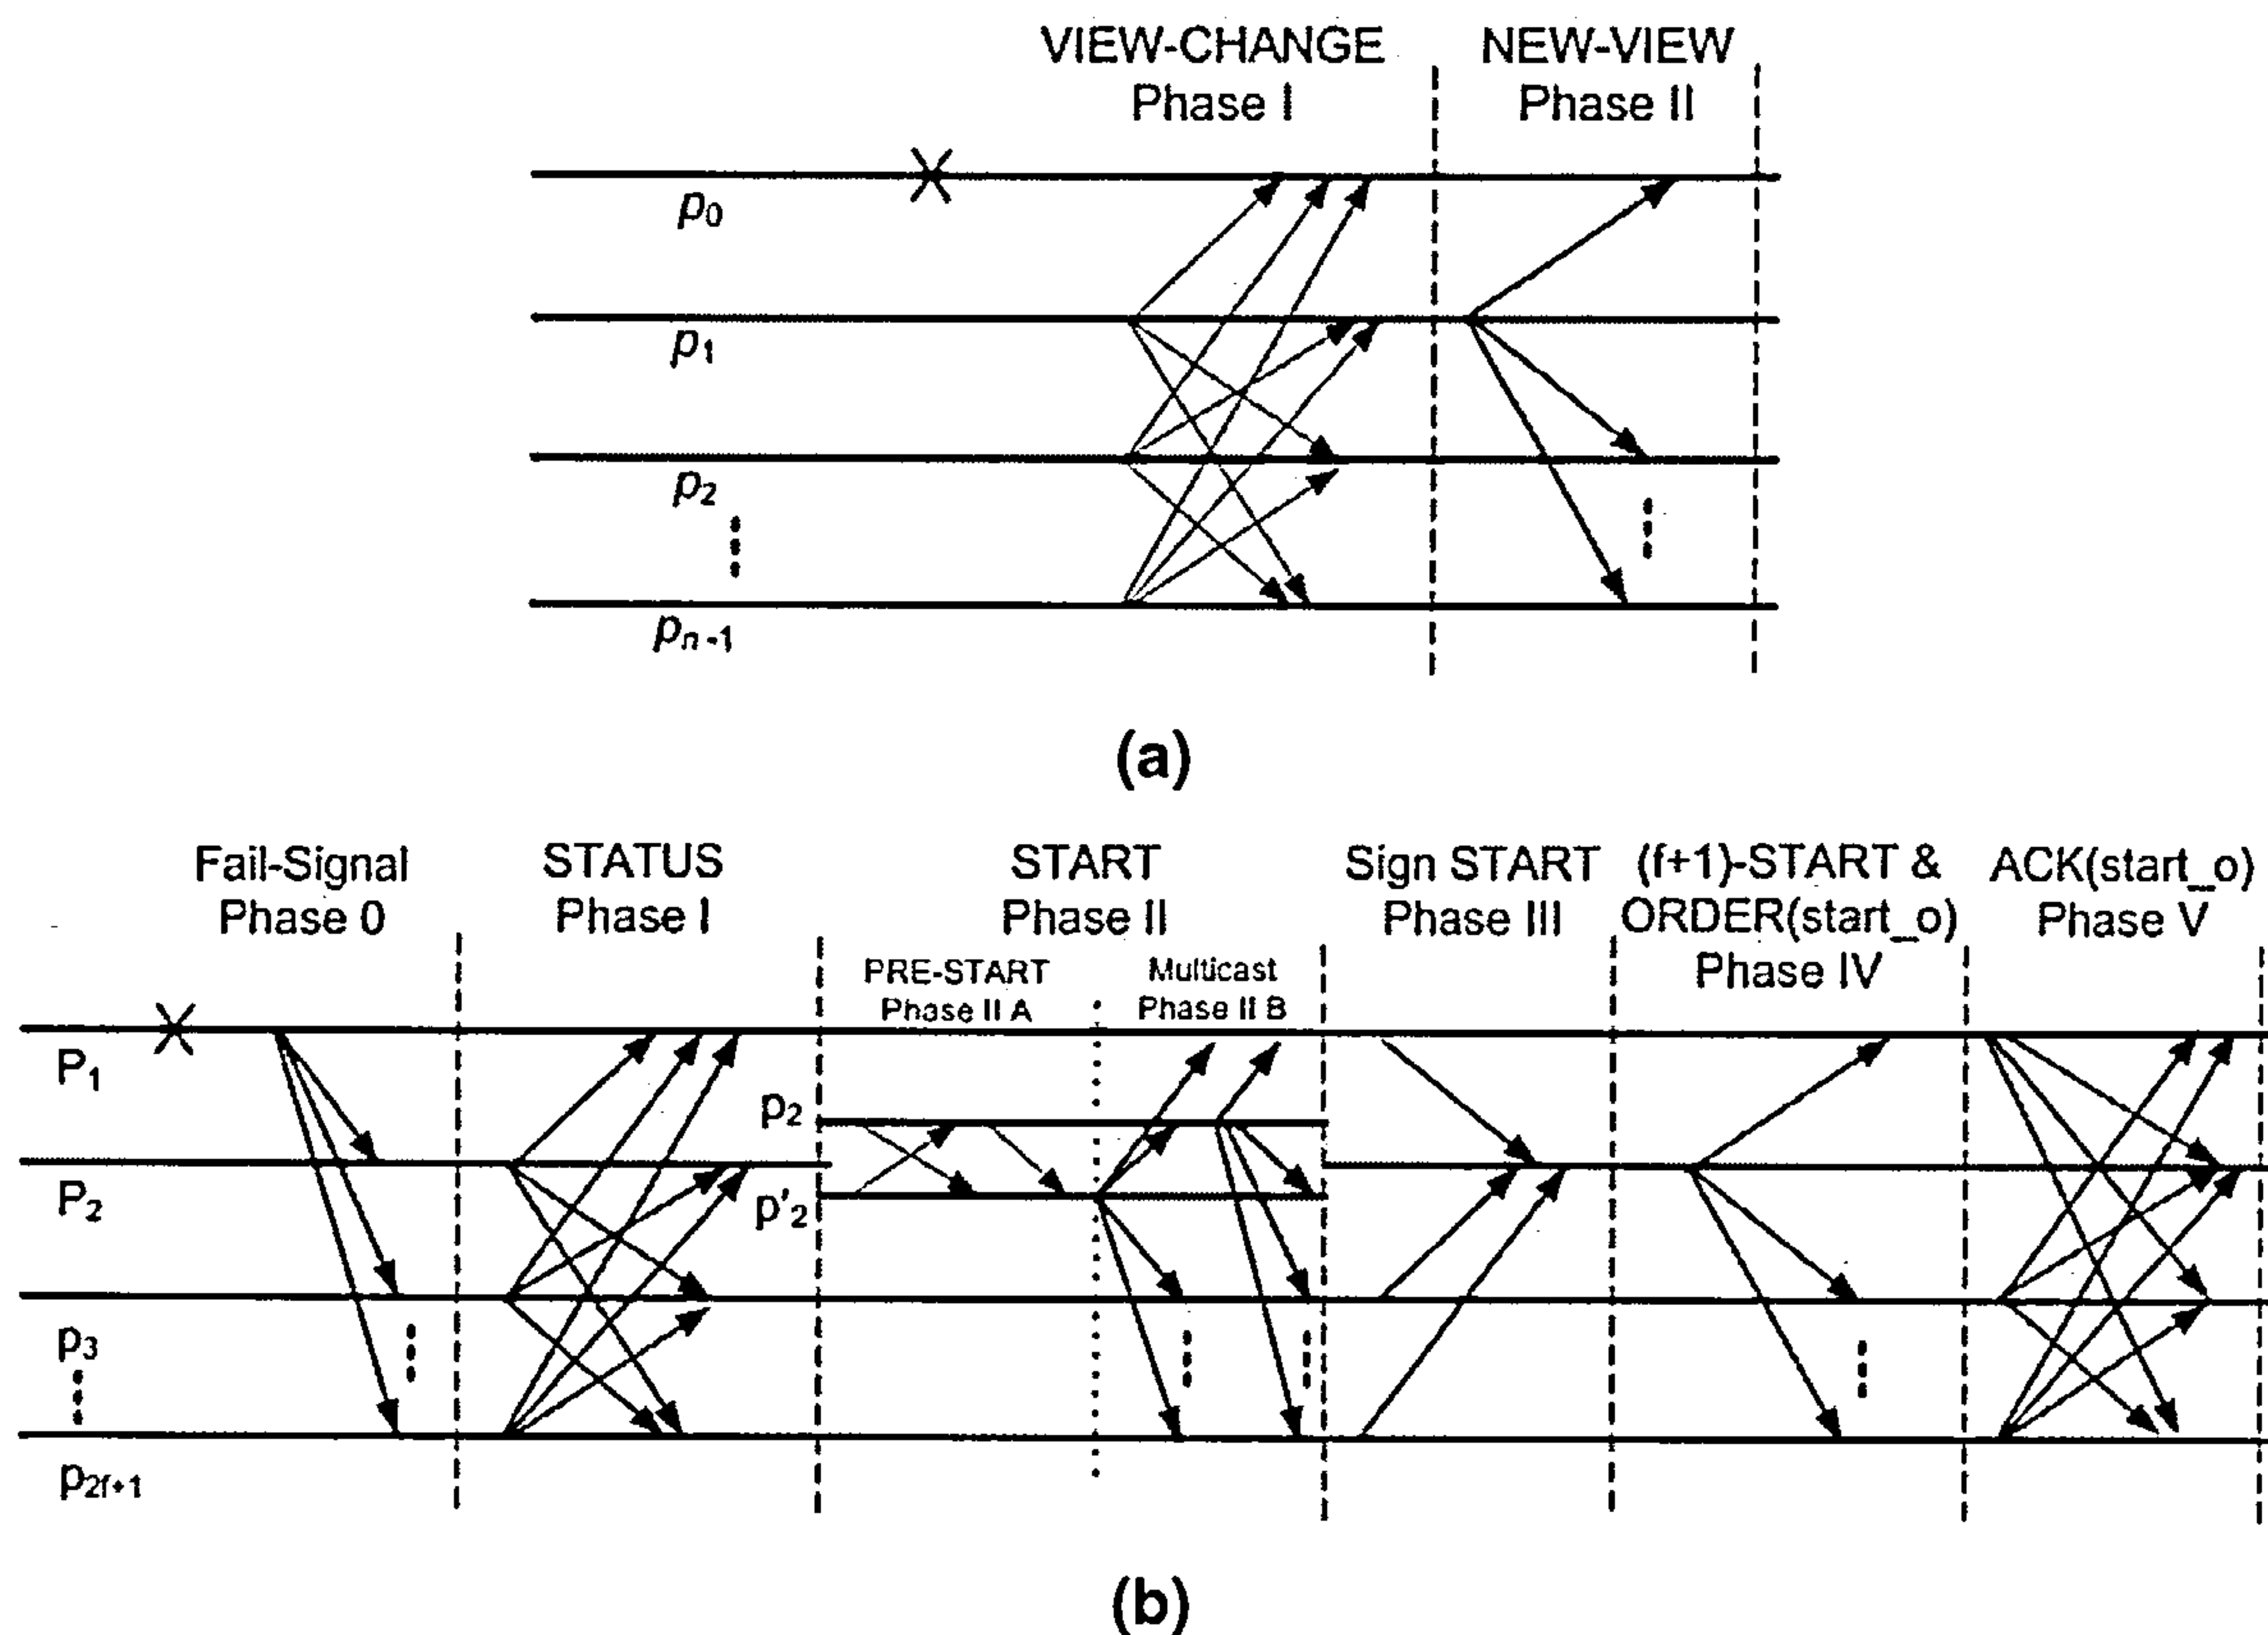 VIEW-CHANGE
Phase I
NEW-VIEW
Phase II
p0
p1
p2
pn-1
(a)
Fail-Signal
Phase 0
STATUS
Phase I
START
Phase II
PRE-START
Phase II A
Multicast
Phase II B
Sign START
Phase III
(f+1)-START &
ORDER(start_o)
Phase IV
ACK(start_o)
Phase V
P1
p2
P2
p'2
p3
p2f+1
(b)